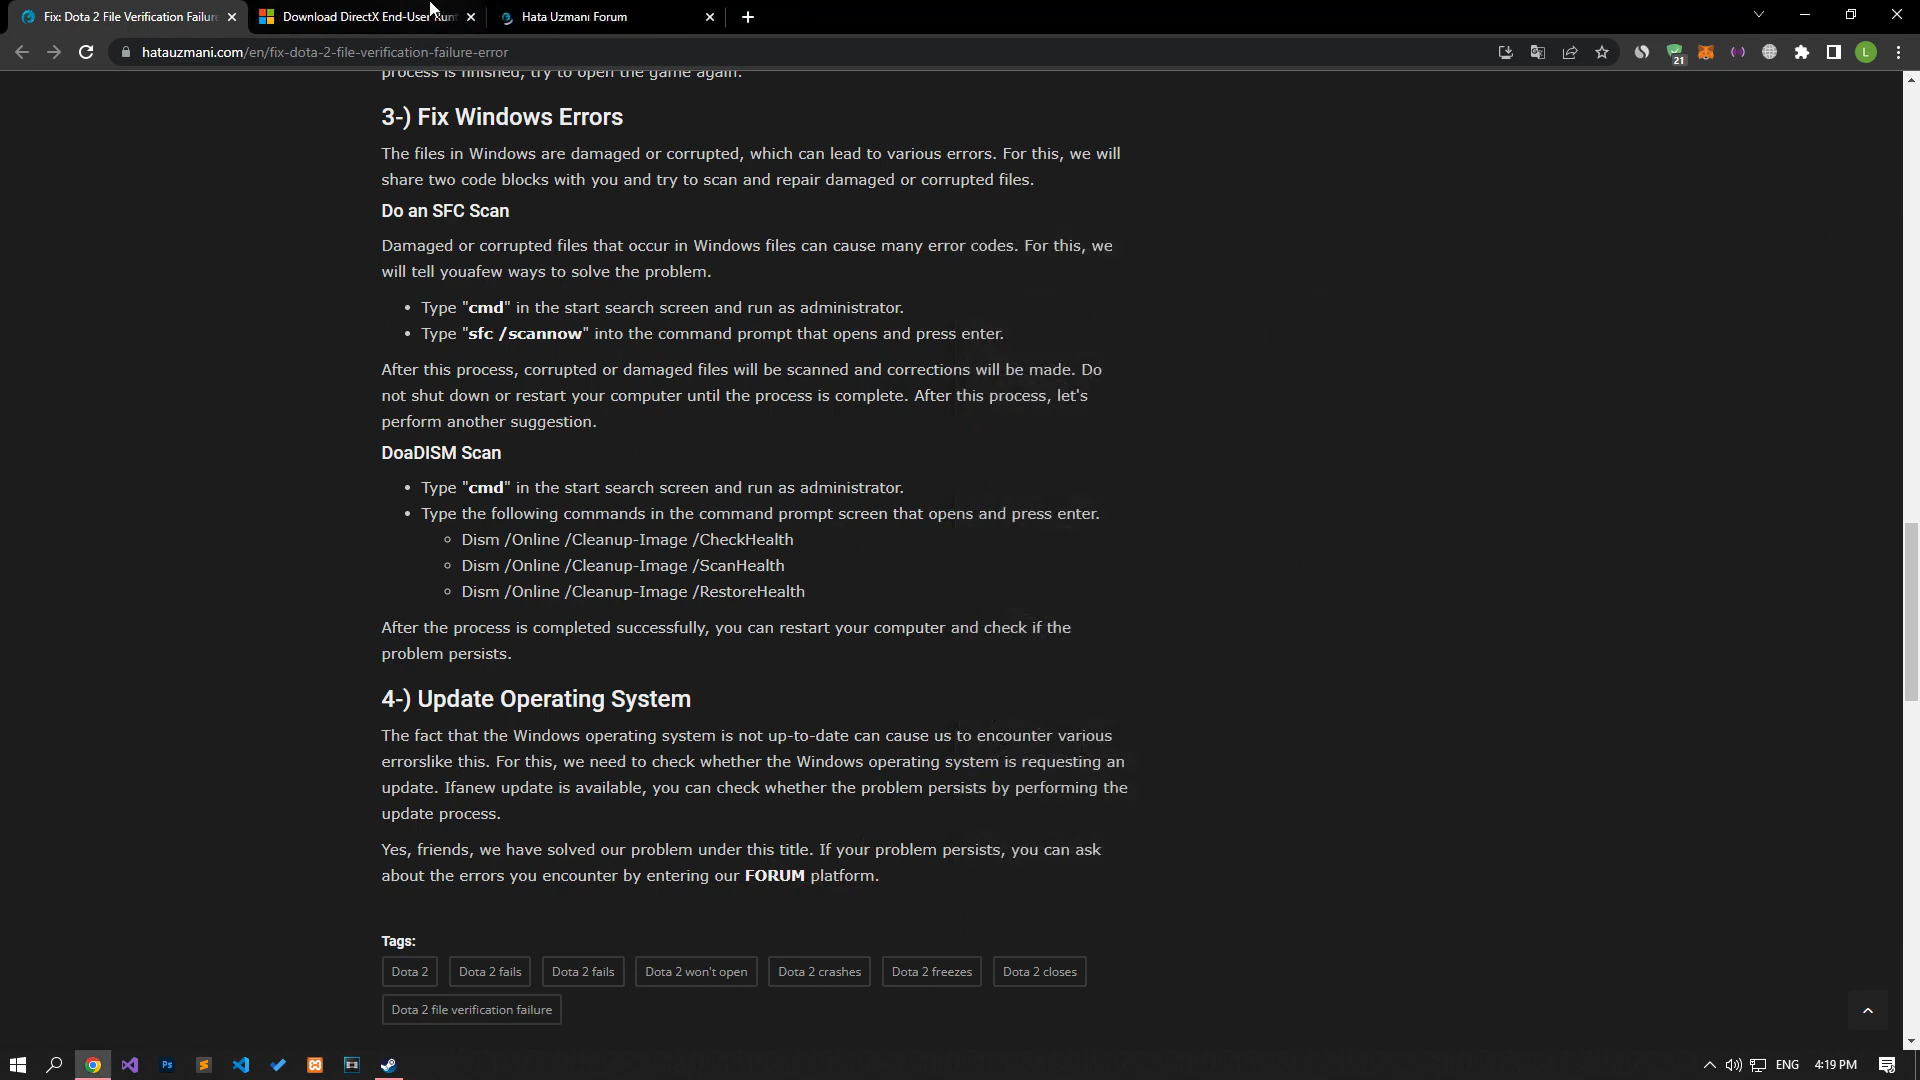 Fix: Dota 2 File Verification Failure
Download DirectX End-User Runt
Hata Uzmanı Forum
hatauzmani.com/en/fix-dota-2-file-verification-failure-error
21
L
process is finished, try to open the game again.
3-) Fix Windows Errors
The files in Windows are damaged or corrupted, which can lead to various errors. For this, we will
share two code blocks with you and try to scan and repair damaged or corrupted files.
Do an SFC Scan
Damaged or corrupted files that occur in Windows files can cause many error codes. For this, we
will tell youafew ways to solve the problem.
• Type "cmd" in the start search screen and run as administrator.
• Type "sfc /scannow" into the command prompt that opens and press enter.
After this process, corrupted or damaged files will be scanned and corrections will be made. Do
not shut down or restart your computer until the process is complete. After this process, let's
perform another suggestion.
DoaDISM Scan
• Type "cmd" in the start search screen and run as administrator.
• Type the following commands in the command prompt screen that opens and press enter.
◦ Dism /Online /Cleanup-Image /CheckHealth
◦ Dism /Online /Cleanup-Image /ScanHealth
◦ Dism /Online /Cleanup-Image /RestoreHealth
After the process is completed successfully, you can restart your computer and check if the
problem persists.
4-) Update Operating System
The fact that the Windows operating system is not up-to-date can cause us to encounter various
errorslike this. For this, we need to check whether the Windows operating system is requesting an
update. Ifanew update is available, you can check whether the problem persists by performing the
update process.
Yes, friends, we have solved our problem under this title. If your problem persists, you can ask
about the errors you encounter by entering our FORUM platform.
Tags:
Dota 2 Dota 2 fails Dota 2 fails Dota 2 won't open Dota 2 crashes Dota 2 freezes Dota 2 closes
Dota 2 file verification failure
Ps
ENG
4:19 PM